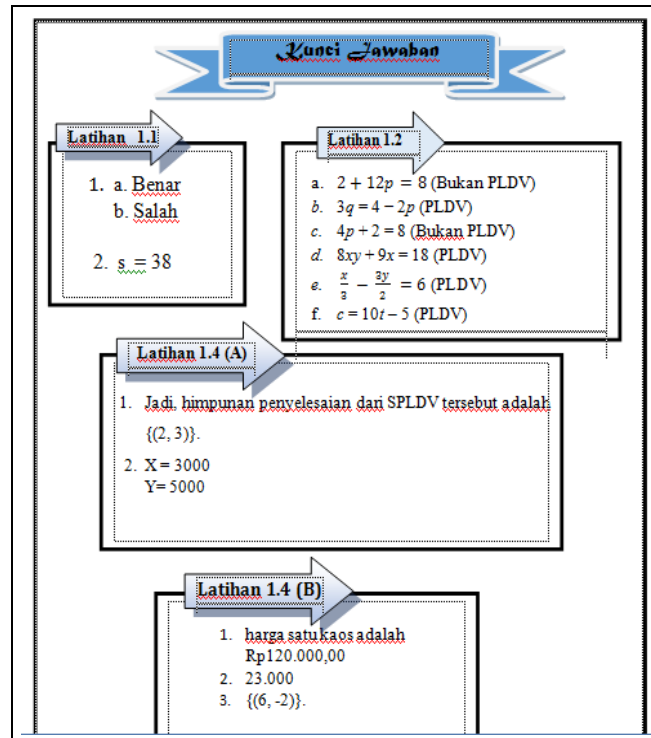 Kunci Jawaban
Latihan 1.1
1. a. Benar
b. Salah
2. s = 38
Latihan 1.2
a. 2 + 12p = 8 (Bukan PLDV)
b. 3q = 4 – 2p (PLDV)
c. 4p + 2 = 8 (Bukan PLDV)
d. 8xy + 9x = 18 (PLDV)
e. x/3 − 3y/2 = 6 (PLDV)
f. c = 10t – 5 (PLDV)
Latihan 1.4 (A)
1. Jadi, himpunan penyelesaian dari SPLDV tersebut adalah
{(2, 3)}.
2. X = 3000
Y= 5000
Latihan 1.4 (B)
1. harga satu kaos adalah
Rp120.000,00
2. 23.000
3. {(6, -2)}.